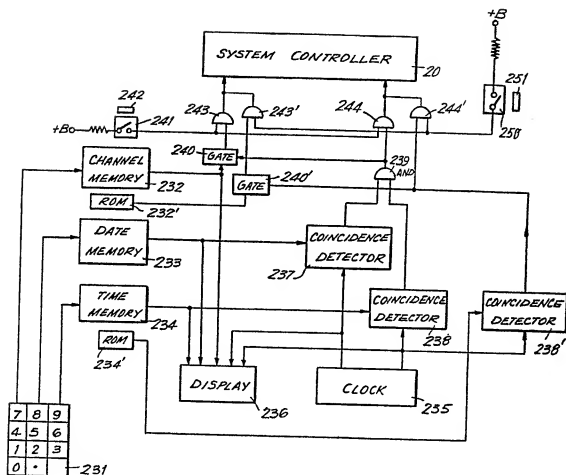 +B
SYSTEM CONTROLLER
20
251
250
242
+B
241
243
243'
244
244'
240
GATE
239
AND
CHANNEL MEMORY
232
GATE
240'
ROM
232'
DATE MEMORY
233
COINCIDENCE DETECTOR
237
TIME MEMORY
234
COINCIDENCE DETECTOR
238
COINCIDENCE DETECTOR
238'
ROM
234'
DISPLAY
236
CLOCK
235
7 8 9
4 5 6
1 2 3
0 •
231